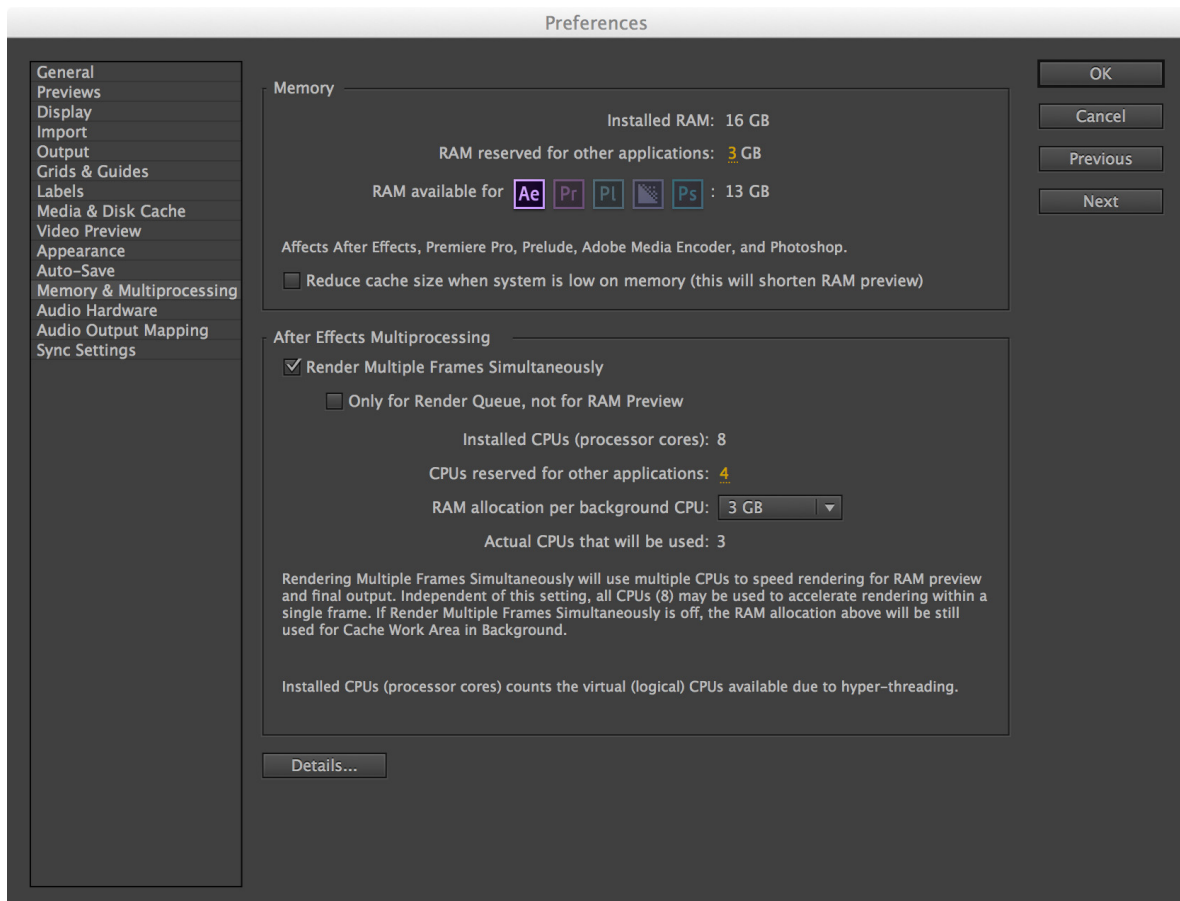 Preferences
General
Previews
Display
Import
Output
Grids & Guides
Labels
Media & Disk Cache
Video Preview
Appearance
Auto-Save
Memory & Multiprocessing
Audio Hardware
Audio Output Mapping
Sync Settings
Memory
Installed RAM: 16 GB
RAM reserved for other applications: 3 GB
RAM available for Ae Pr Pl Ps : 13 GB
Affects After Effects, Premiere Pro, Prelude, Adobe Media Encoder, and Photoshop.
Reduce cache size when system is low on memory (this will shorten RAM preview)
After Effects Multiprocessing
Render Multiple Frames Simultaneously
Only for Render Queue, not for RAM Preview
Installed CPUs (processor cores): 8
CPUs reserved for other applications: 4
RAM allocation per background CPU: 3 GB
Actual CPUs that will be used: 3
Rendering Multiple Frames Simultaneously will use multiple CPUs to speed rendering for RAM preview
and final output. Independent of this setting, all CPUs (8) may be used to accelerate rendering within a
single frame. If Render Multiple Frames Simultaneously is off, the RAM allocation above will be still
used for Cache Work Area in Background.
Installed CPUs (processor cores) counts the virtual (logical) CPUs available due to hyper-threading.
Details...
OK
Cancel
Previous
Next